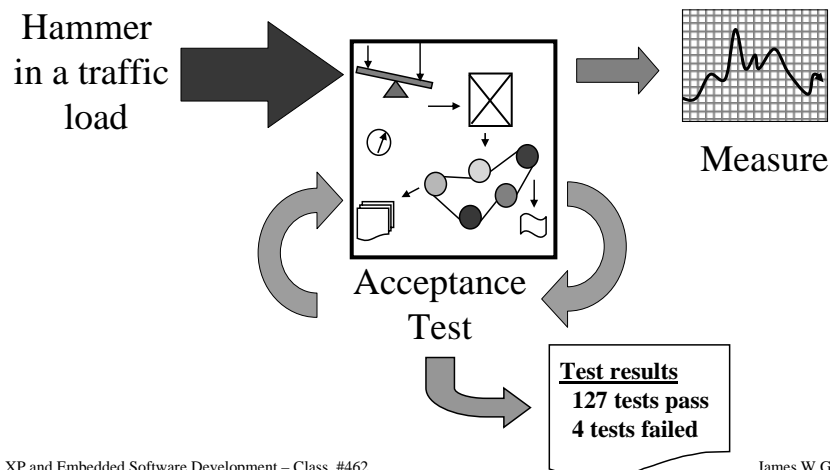 Hammer
in a traffic
load
Measure
Acceptance
Test
Test results
127 tests pass
4 tests failed
XP and Embedded Software Development – Class #462
James W G